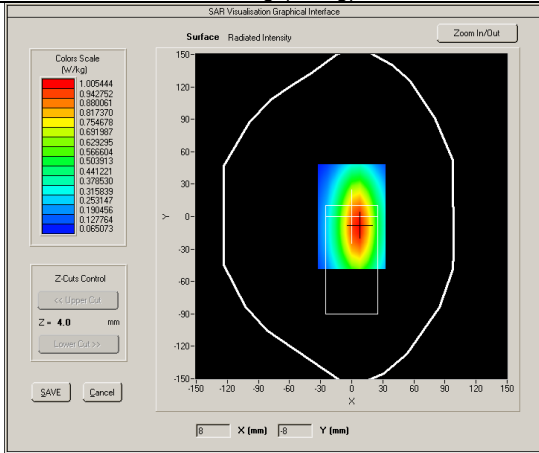 SAR Visualisation Graphical Interface
Surface Radiated Intensity
Zoom In/Out
Colors Scale
(W/kg)
1.005444
0.942752
0.880061
0.817370
0.754678
0.691987
0.629295
0.566604
0.503913
0.441221
0.378530
0.315839
0.253147
0.190456
0.127764
0.065073
Z-Cuts Control
<< Upper Cut
Z = 4.0 mm
Lower Cut >>
SAVE
Cancel
150
120
90
60
30
0
-30
-60
-90
-120
-150
Y
-150 -120 -90 -60 -30 0 30 60 90 120 150
X
8 X (mm) -8 Y (mm)